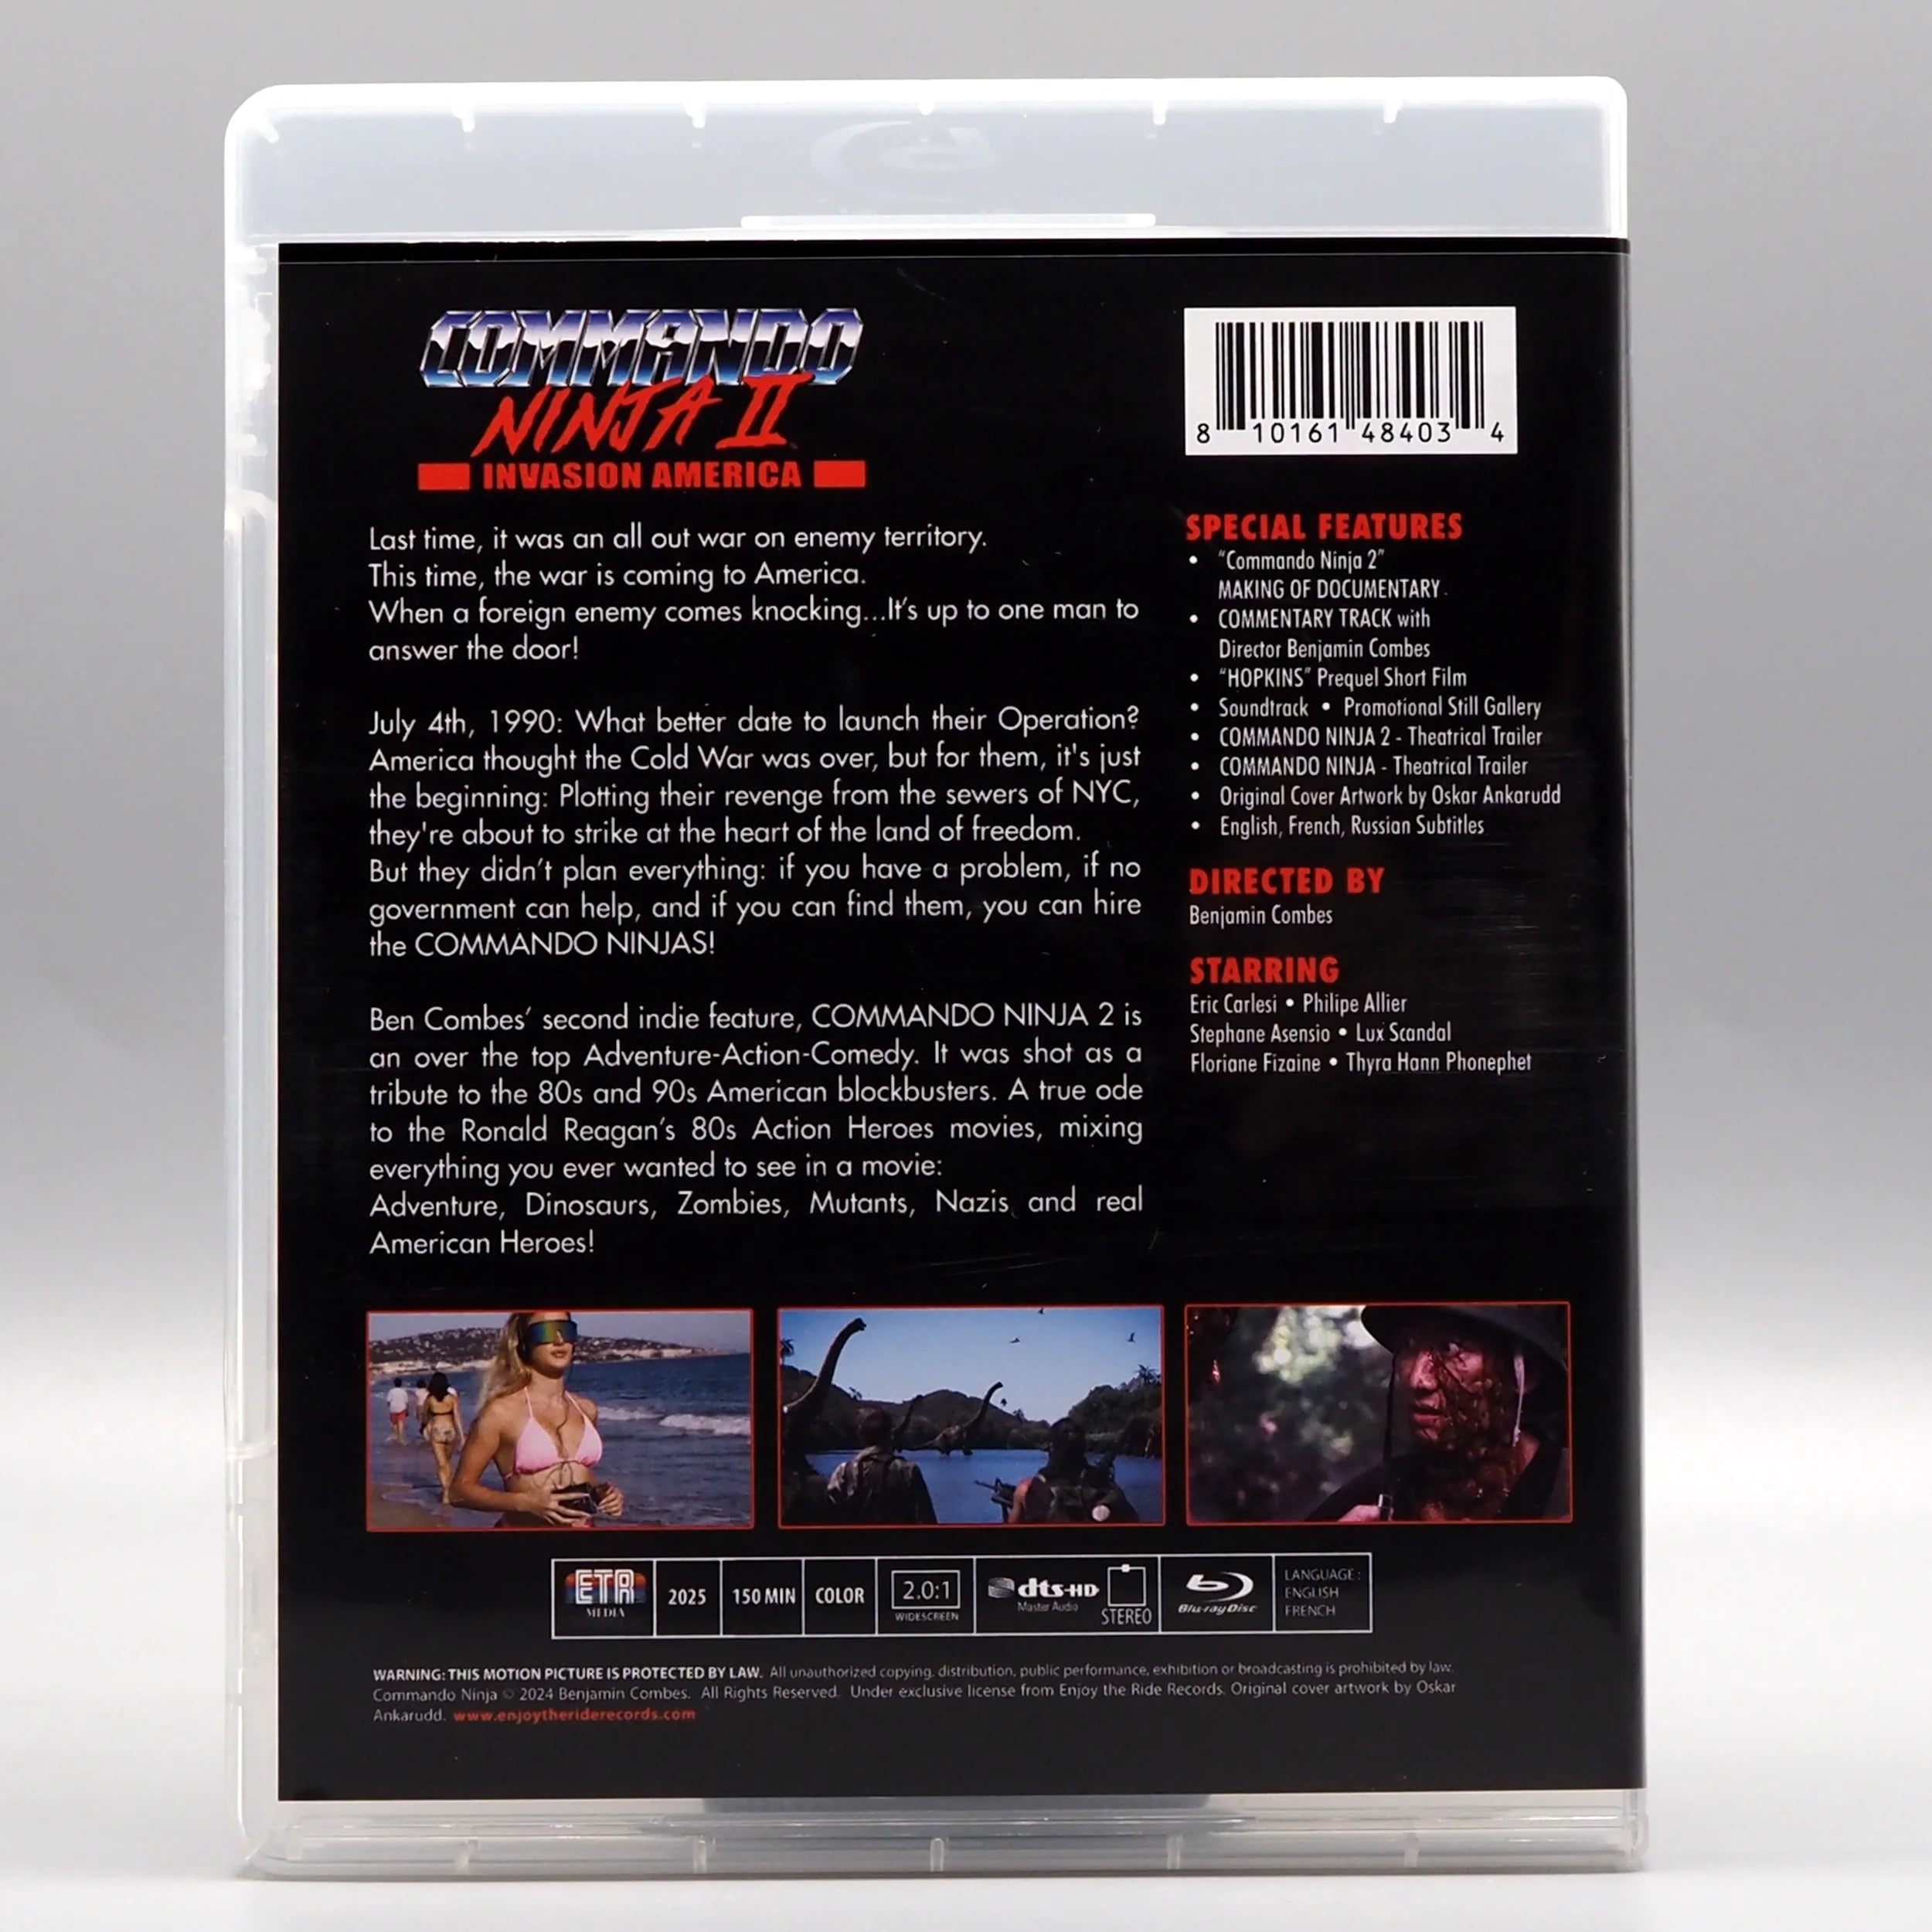 COMMANDO
NINJA II
INVASION AMERICA
Last time, it was an all out war on enemy territory.
This time, the war is coming to America.
When a foreign enemy comes knocking...It's up to one man to
answer the door!
July 4th, 1990: What better date to launch their Operation?
America thought the Cold War was over, but for them, it's just
the beginning: Plotting their revenge from the sewers of NYC,
they're about to strike at the heart of the land of freedom.
But they didn't plan everything: if you have a problem, if no
government can help, and if you can find them, you can hire
the COMMANDO NINJAS!
Ben Combes' second indie feature, COMMANDO NINJA 2 is
an over the top Adventure-Action-Comedy. It was shot as a
tribute to the 80s and 90s American blockbusters. A true ode
to the Ronald Reagan's 80s Action Heroes movies, mixing
everything you ever wanted to see in a movie:
Adventure, Dinosaurs, Zombies, Mutants, Nazis and real
American Heroes!
8 10161 48403 4
SPECIAL FEATURES
• "Commando Ninja 2"
MAKING OF DOCUMENTARY
• COMMENTARY TRACK with
Director Benjamin Combes
• "HOPKINS" Prequel Short Film
• Soundtrack • Promotional Still Gallery
• COMMANDO NINJA 2 - Theatrical Trailer
• COMMANDO NINJA - Theatrical Trailer
• Original Cover Artwork by Oskar Ankarudd
• English, French, Russian Subtitles
DIRECTED BY
Benjamin Combes
STARRING
Eric Carlesi • Philipe Allier
Stephane Asensio • Lux Scandal
Floriane Fizaine • Thyra Hann Phonephet
ETR
MEDIA
2025
150 MIN
COLOR
2.0:1
WIDESCREEN
dts-HD
Master Audio
STEREO
Blu-ray Disc
LANGUAGE:
ENGLISH
FRENCH
WARNING: THIS MOTION PICTURE IS PROTECTED BY LAW. All unauthorized copying, distribution, public performance, exhibition or broadcasting is prohibited by law.
Commando Ninja © 2024 Benjamin Combes. All Rights Reserved. Under exclusive license from Enjoy the Ride Records. Original cover artwork by Oskar
Ankarudd. www.enjoytheriderecords.com